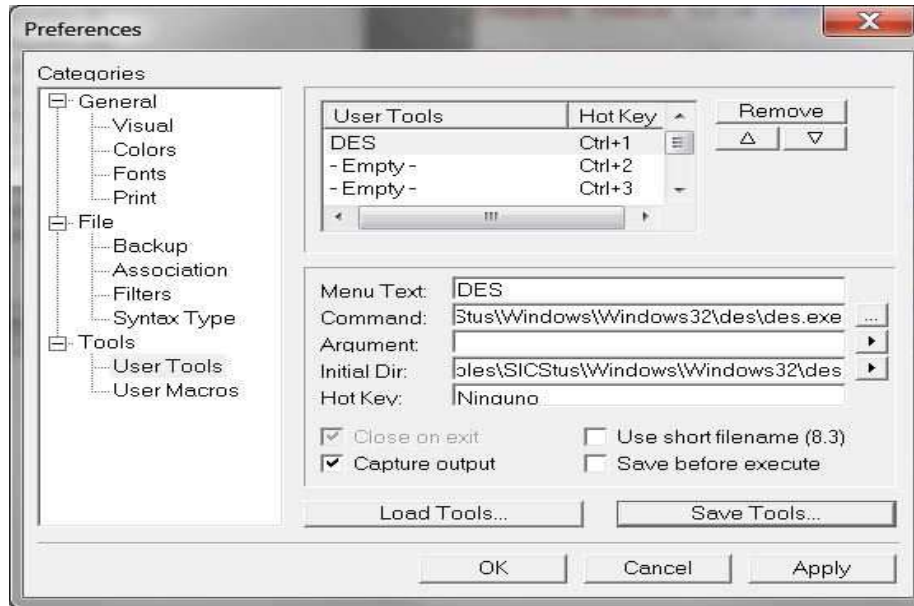 Preferences
Categories
General
Visual
Colors
Fonts
Print
File
Backup
Association
Filters
Syntax Type
Tools
User Tools
User Macros
User Tools Hot Key
DES Ctrl+1
- Empty - Ctrl+2
- Empty - Ctrl+3
Remove
Menu Text: DES
Command: Stus\Windows\Windows32\des\des.exe ...
Argument:
Initial Dir: oles\SICStus\Windows\Windows32\des
Hot Key: Ninguno
Close on exit
Use short filename (8.3)
Capture output
Save before execute
Load Tools...
Save Tools...
OK
Cancel
Apply